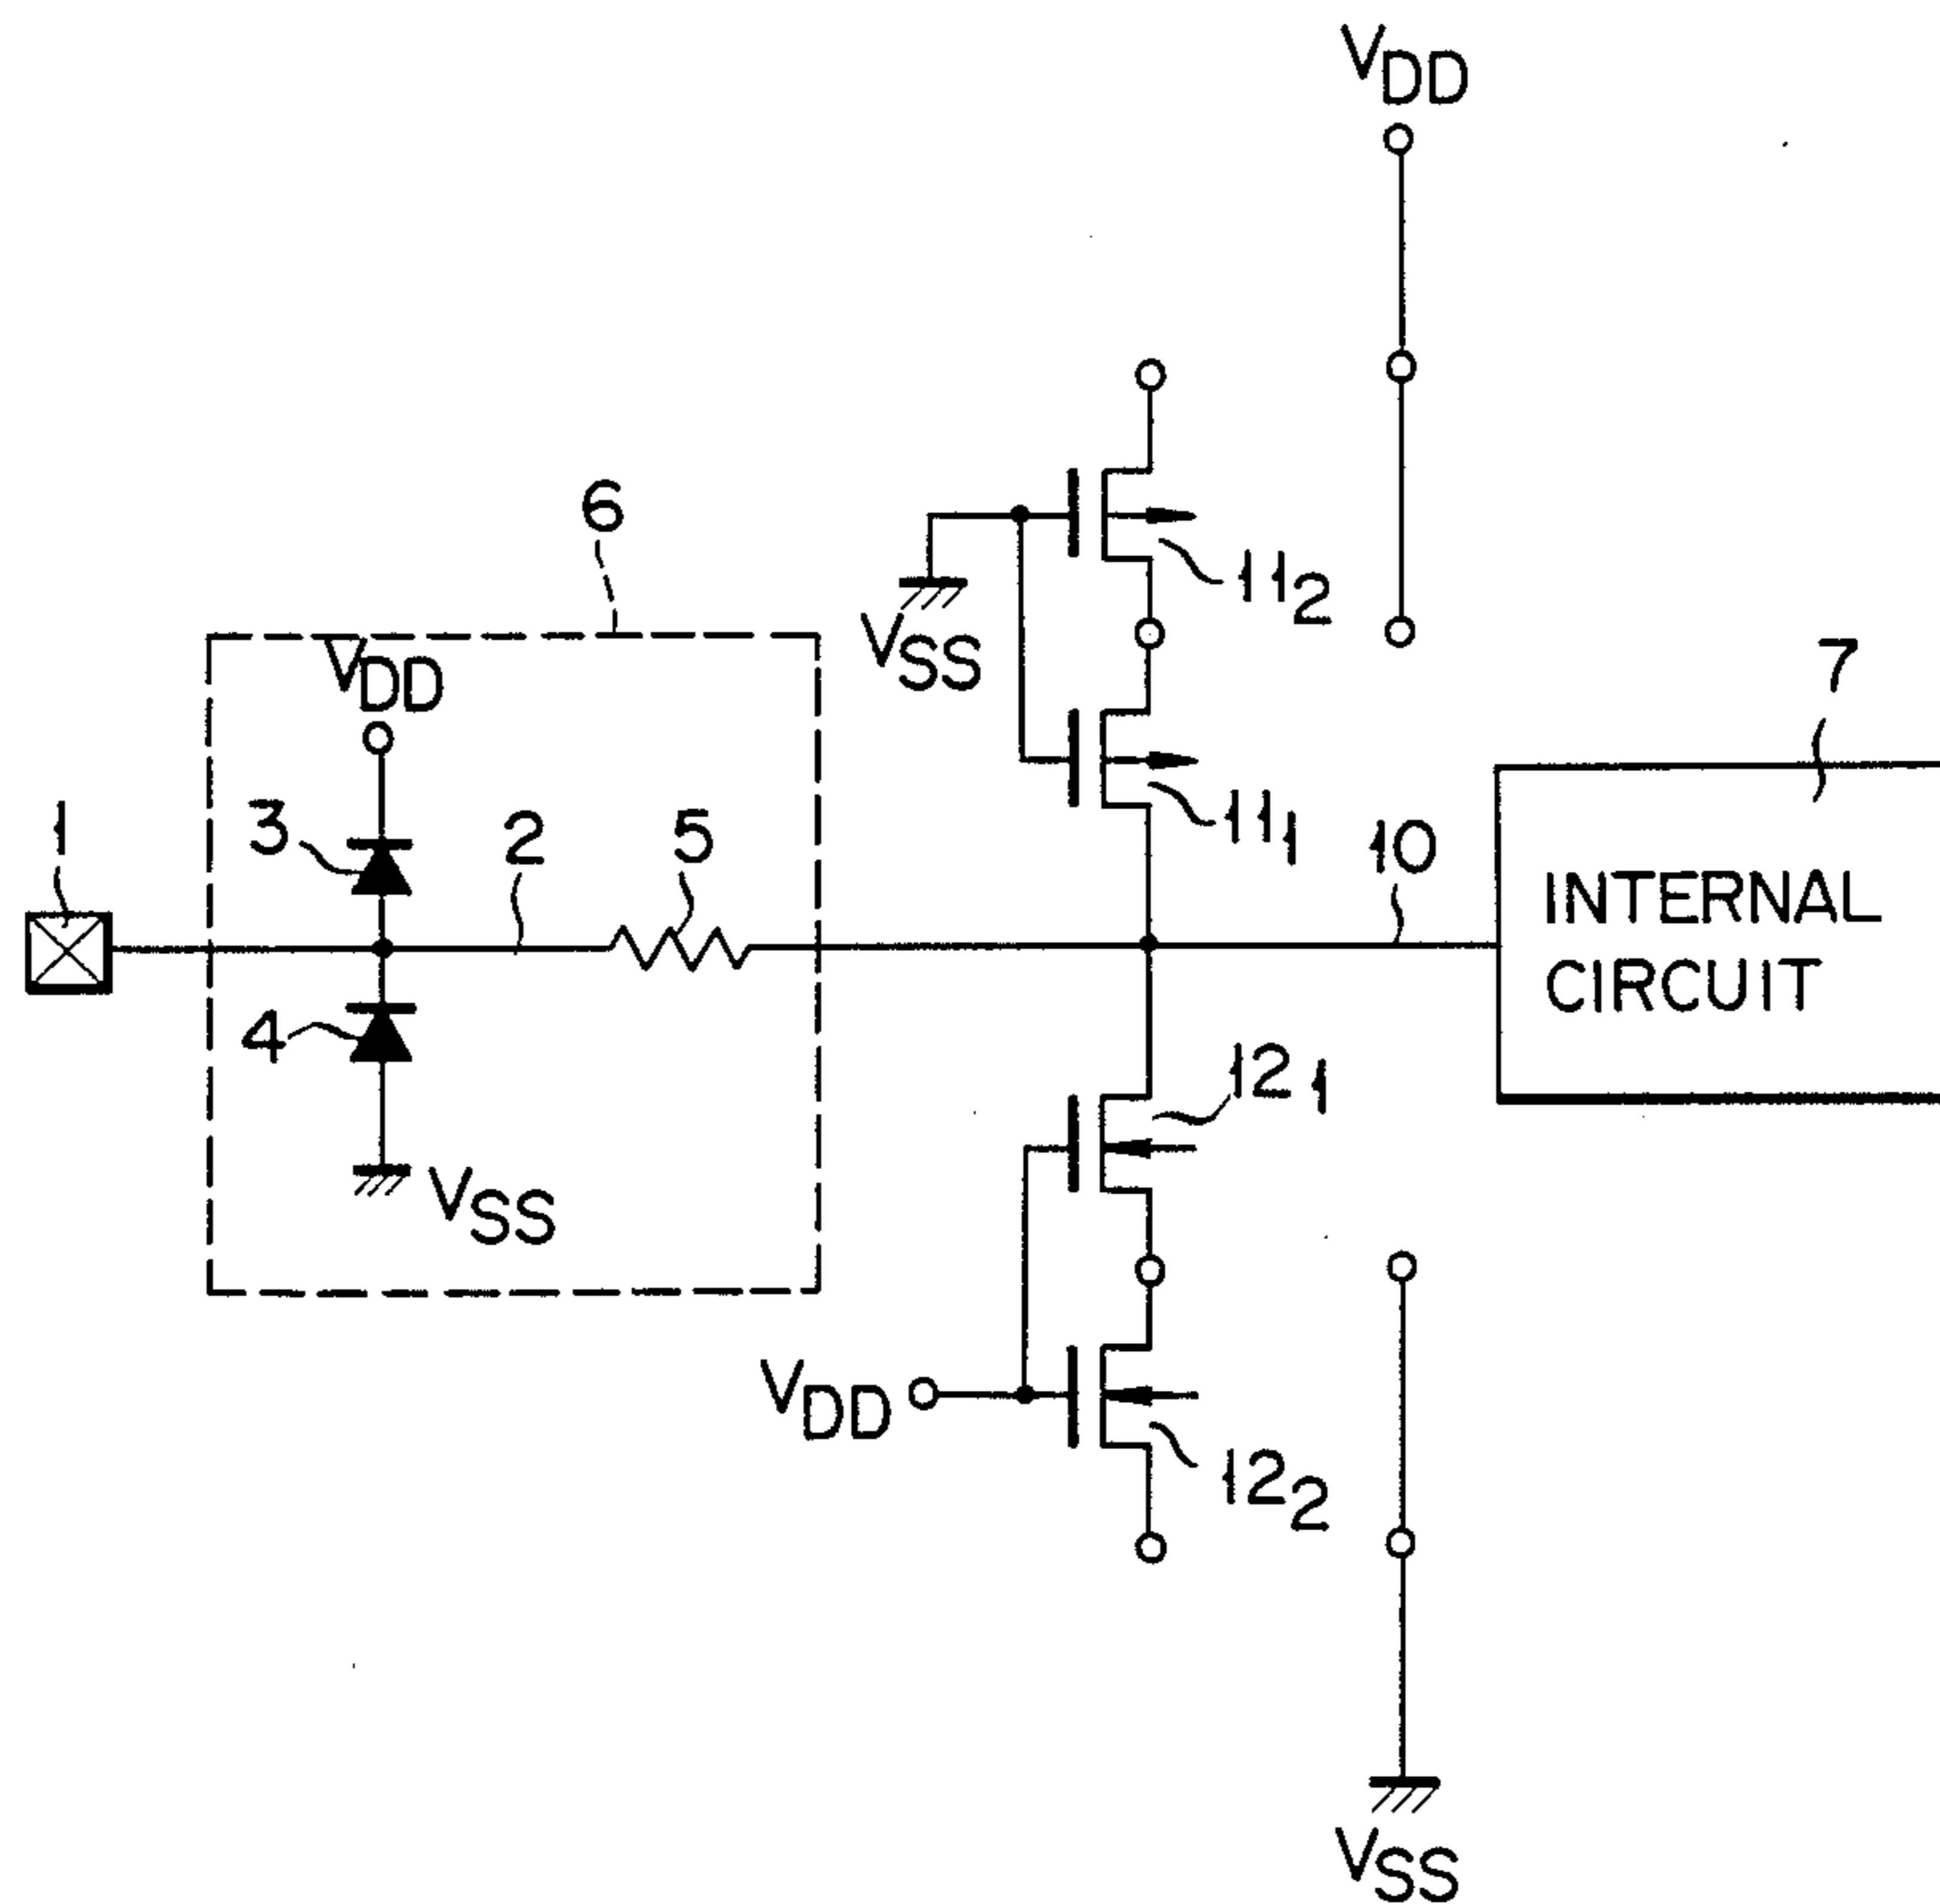 VDD
6
11₂
VSS
VDD
7
1
3
2
5
11₁
10
INTERNAL
CIRCUIT
4
12₁
VSS
VDD
12₂
VSS